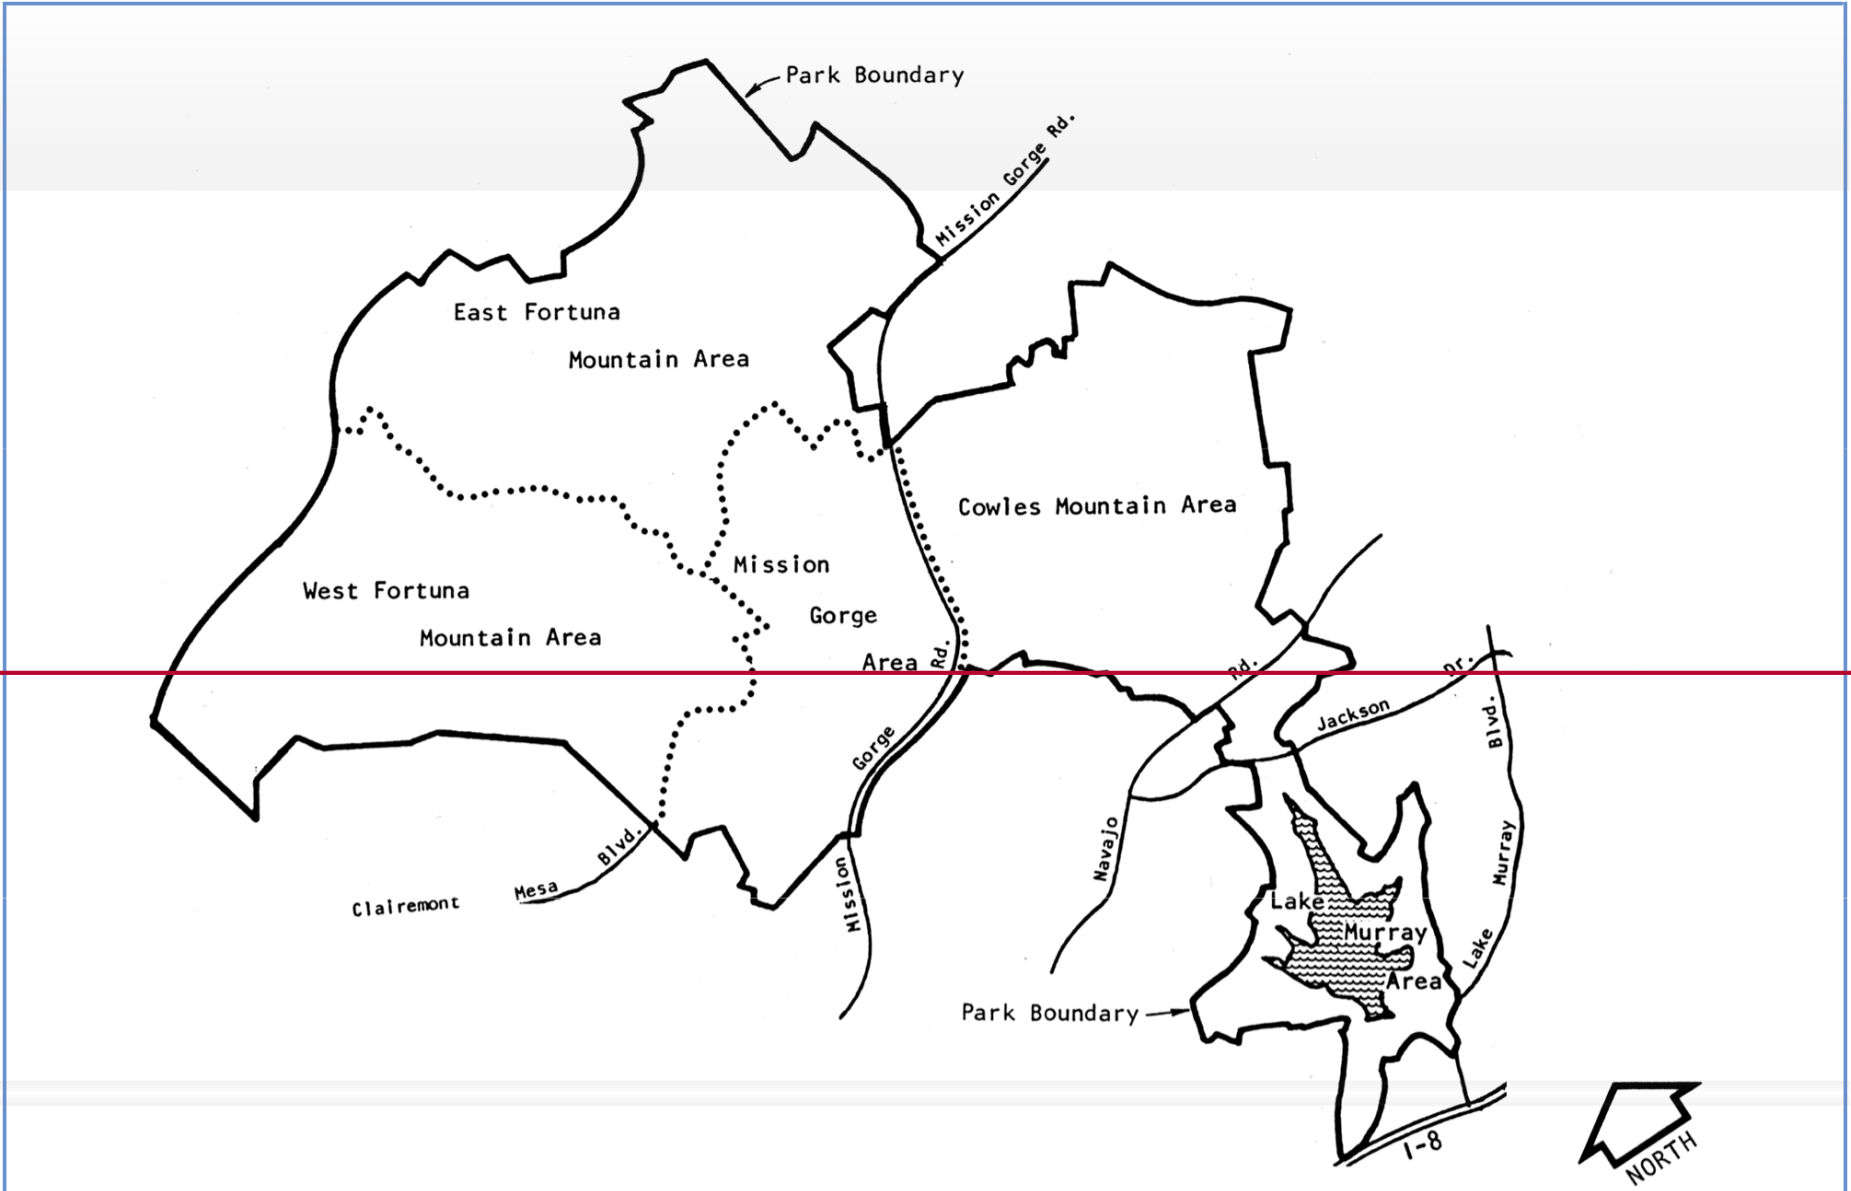 Park Boundary
Mission Gorge Rd.
East Fortuna
Mountain Area
Cowles Mountain Area
Mission
Gorge
Area
West Fortuna
Mountain Area
Rd.
Gorge
Mission
Rd.
Navajo
Jackson
Dr.
Blvd.
Murray
Lake
Clairemont
Mesa
Blvd.
Lake
Murray
Area
Park Boundary
I-8
NORTH